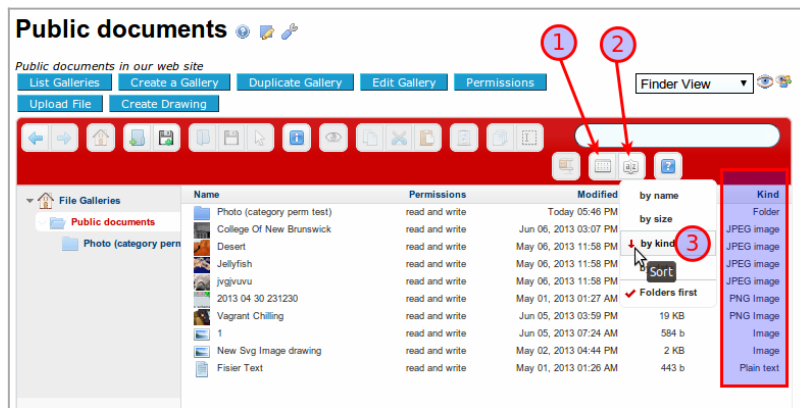 Public documents
1
2
Public documents in our web site
List Galleries Create a Gallery Duplicate Gallery Edit Gallery Permissions
Finder View
Upload File Create Drawing
a|z
?
File Galleries
Public documents
Photo (category perm
Name Permissions Modified Kind
Photo (category perm test) read and write Today 05:46 PM Folder
College Of New Brunswick read and write Jun 06, 2013 03:07 PM JPEG image
Desert read and write May 06, 2013 11:58 PM JPEG image
Jellyfish read and write May 06, 2013 11:58 PM JPEG image
jvgjvuvu read and write May 06, 2013 11:58 PM JPEG image
2013 04 30 231230 read and write May 01, 2013 01:27 AM PNG Image
Vagrant Chilling read and write Jun 05, 2013 03:59 PM 19 KB PNG Image
1 read and write Jun 05, 2013 07:24 AM 584 b Image
New Svg Image drawing read and write May 02, 2013 04:44 PM 2 KB Image
Fisier Text read and write May 01, 2013 01:26 AM 443 b Plain text
by name
by size
by kind
3
Sort
Folders first